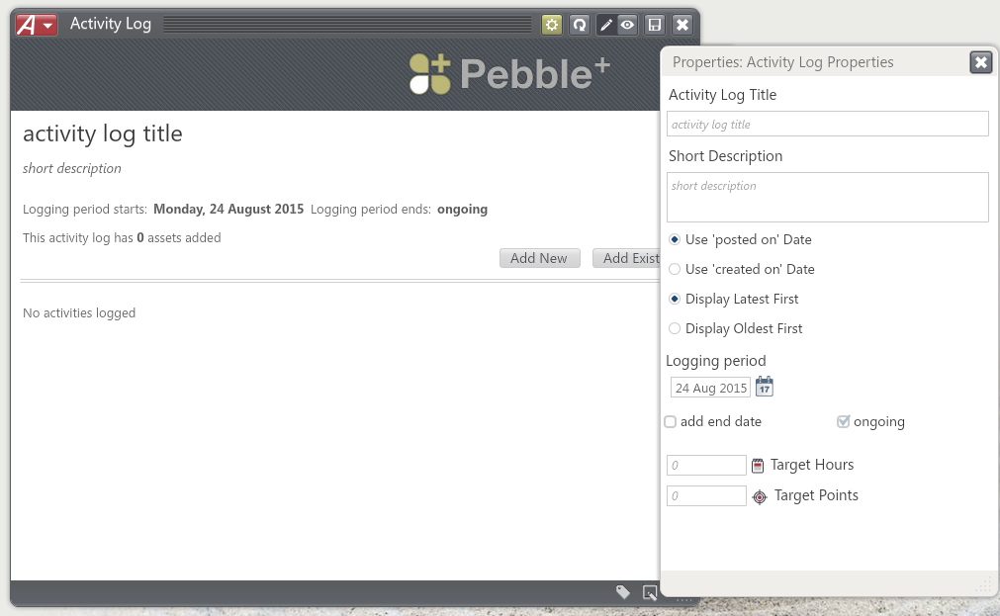 A Activity Log
Pebble+
activity log title
short description
Logging period starts: Monday, 24 August 2015 Logging period ends: ongoing
This activity log has 0 assets added
Add New Add Exist
No activities logged
Properties: Activity Log Properties
Activity Log Title
activity log title
Short Description
short description
Use 'posted on' Date
Use 'created on' Date
Display Latest First
Display Oldest First
Logging period
24 Aug 2015 17
add end date ongoing
0 Target Hours
0 Target Points